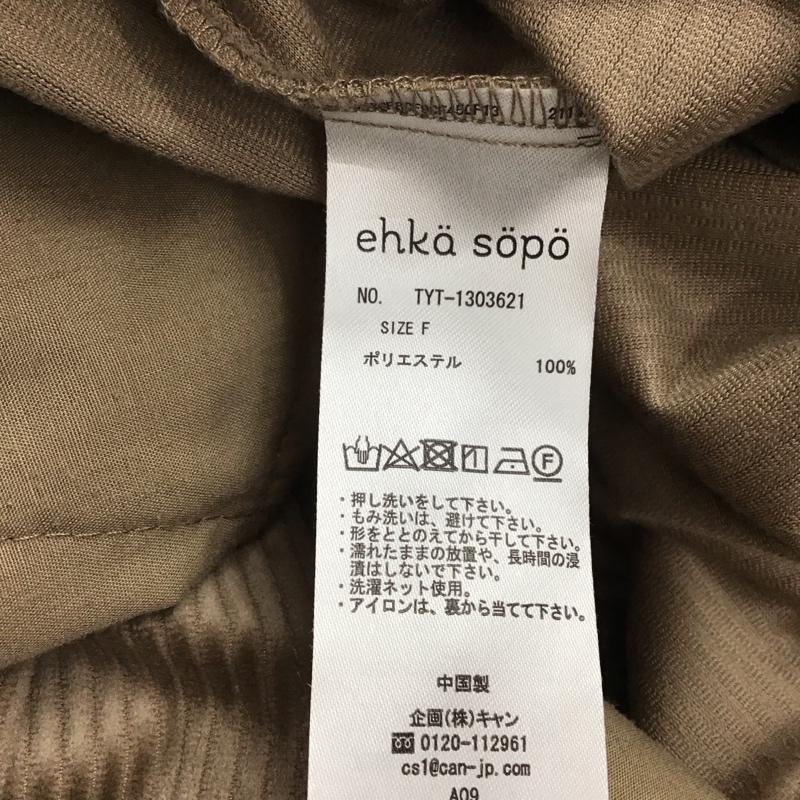 211
ehkä söpö
NO. TYT-1303621
SIZE F
ポリエステル 100%
F
・押し洗いをして下さい。
・もみ洗いは、避けて下さい。
・形をととのえてから干して下さい。
・濡れたままの放置や、長時間の浸
漬はしないで下さい。
・洗濯ネット使用。
・アイロンは、裏から当てて下さい。
中国製
企画(株)キャン
0120-112961
cs1@can-jp.com
A09